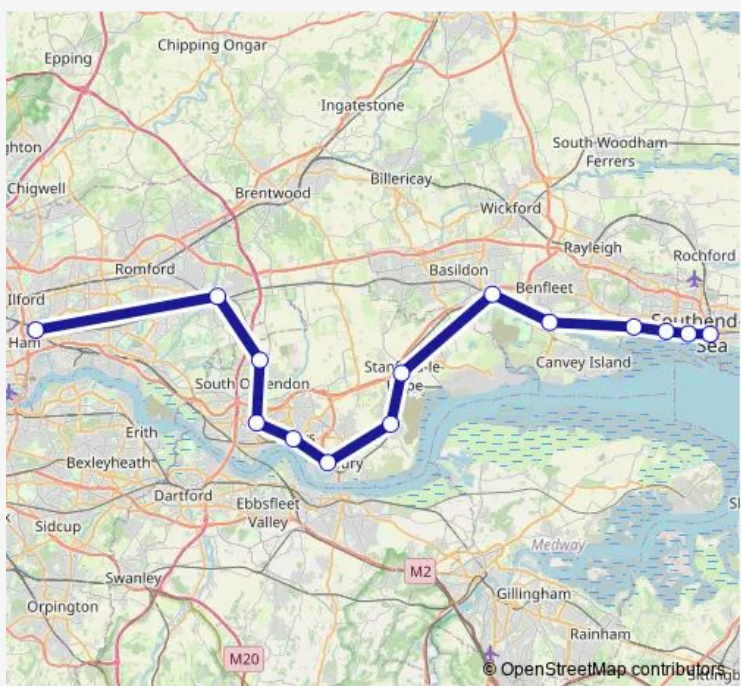 Chipping Ongar
Epping
Ingatestone
ghton
South Woodham
Ferrers
Chigwell
Billericay
Brentwood
Wickford
Rayleigh
Rochford
Romford
Basildon
Benfleet
Ilford
Southend
Ham
Sea
Canvey Island
South O
endon
Erith
Bexleyheath
Dartford
Ebbsfleet
Valley
Sidcup
Medway
M2
Swanley
Gillingham
Orpington
Rainham
M20
© OpenStreetMap contributors